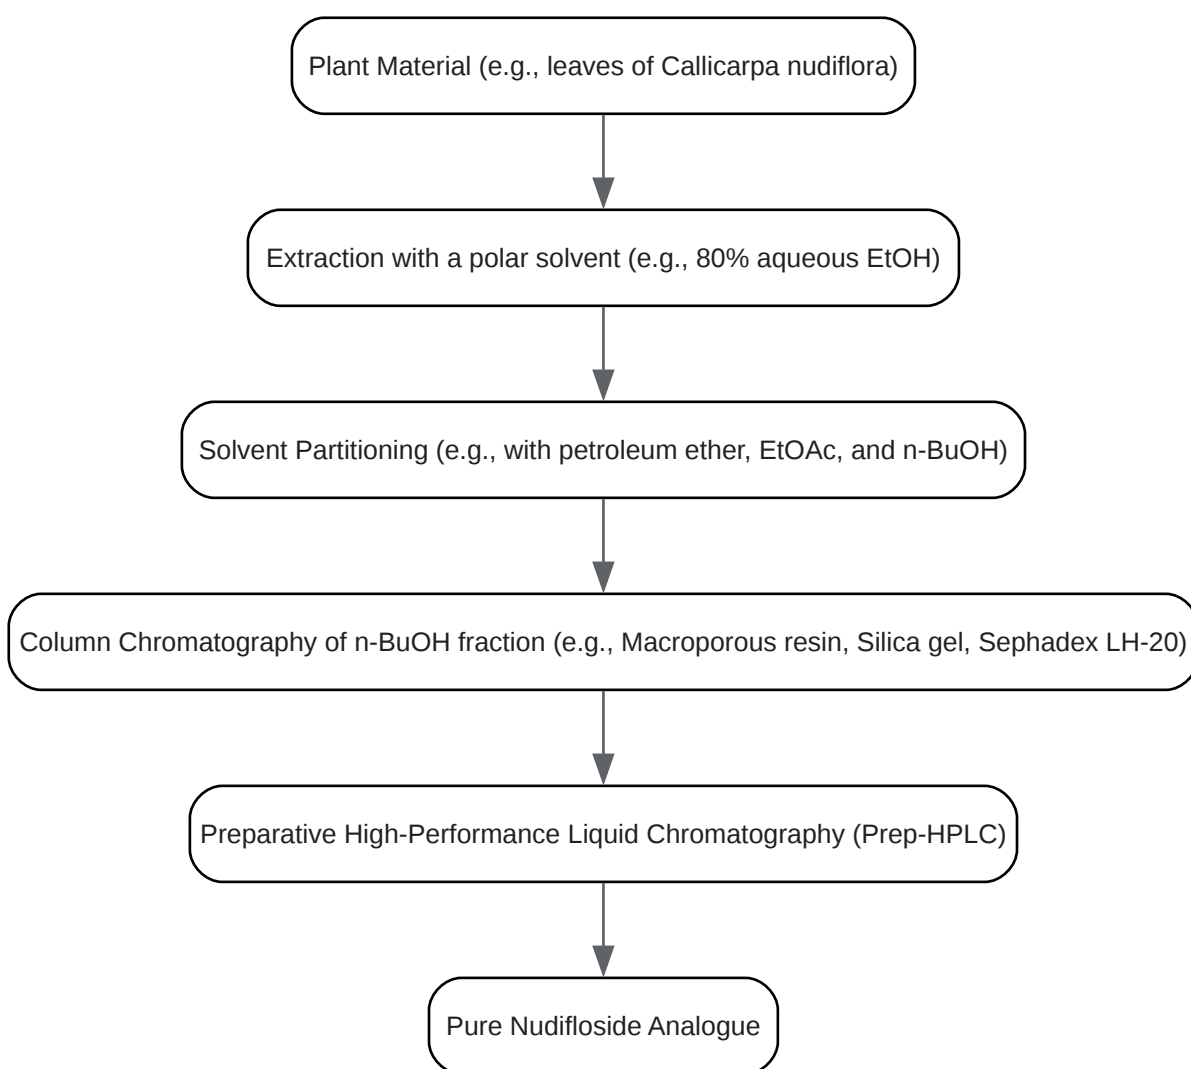 Plant Material (e.g., leaves of Callicarpa nudiflora)
Extraction with a polar solvent (e.g., 80% aqueous EtOH)
Solvent Partitioning (e.g., with petroleum ether, EtOAc, and n-BuOH)
Column Chromatography of n-BuOH fraction (e.g., Macroporous resin, Silica gel, Sephadex LH-20)
Preparative High-Performance Liquid Chromatography (Prep-HPLC)
Pure Nudifloside Analogue